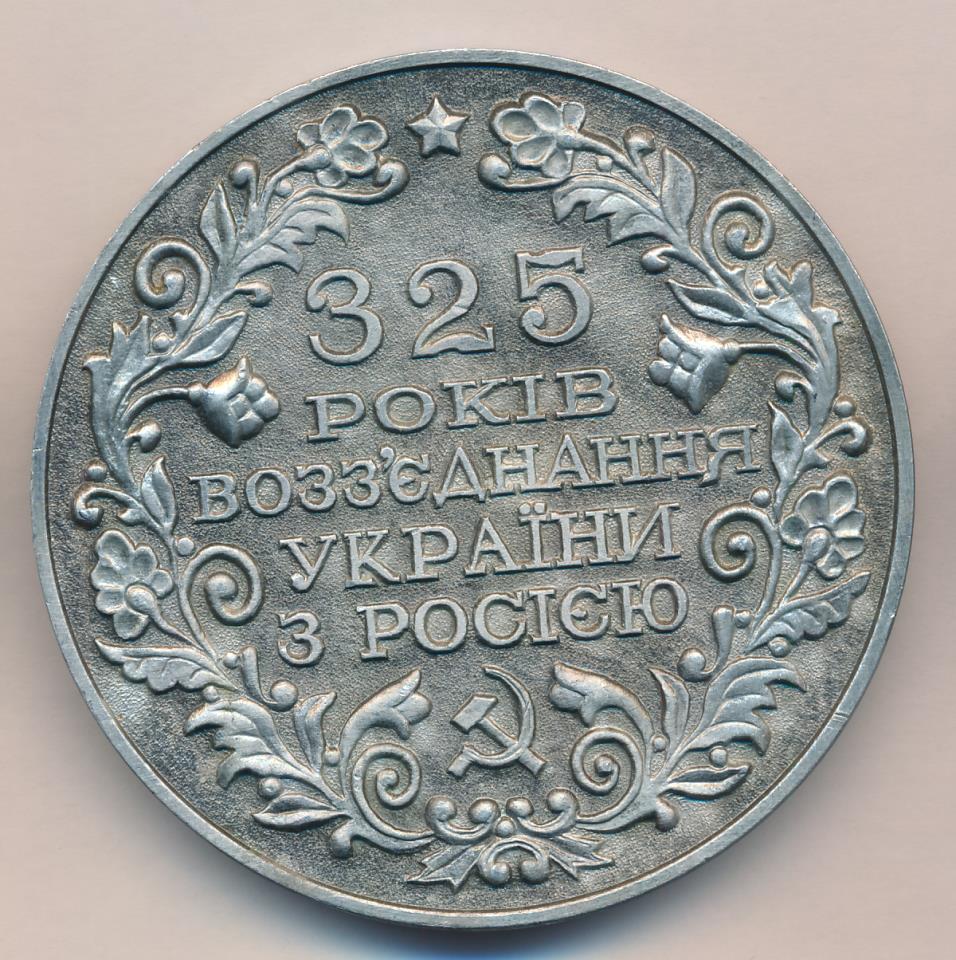 325
РОКІВ
ВОЗЗ'ЄДНАННЯ
УКРАЇНИ
З РОСІЄЮ